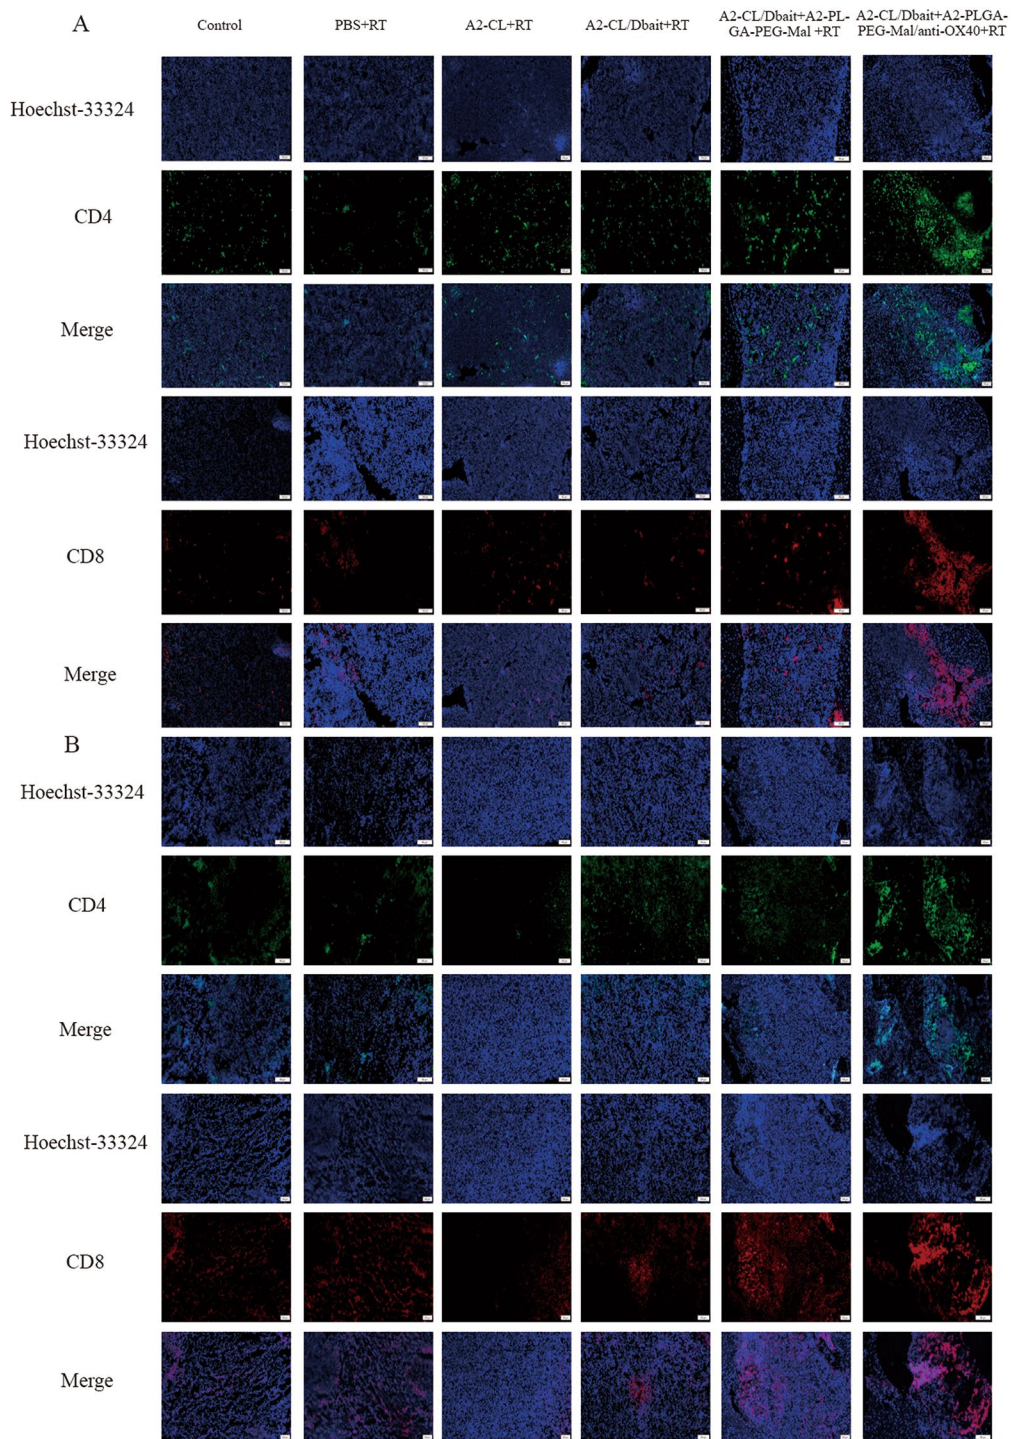 A
Control
PBS+RT
A2-CL+RT
A2-CL/Dbait+RT
A2-CL/Dbait+A2-PL-
GA-PEG-Mal +RT
A2-CL/Dbait+A2-PLGA-
PEG-Mal/anti-OX40+RT
Hoechst-33324
CD4
Merge
Hoechst-33324
CD8
Merge
B
Hoechst-33324
CD4
Merge
Hoechst-33324
CD8
Merge